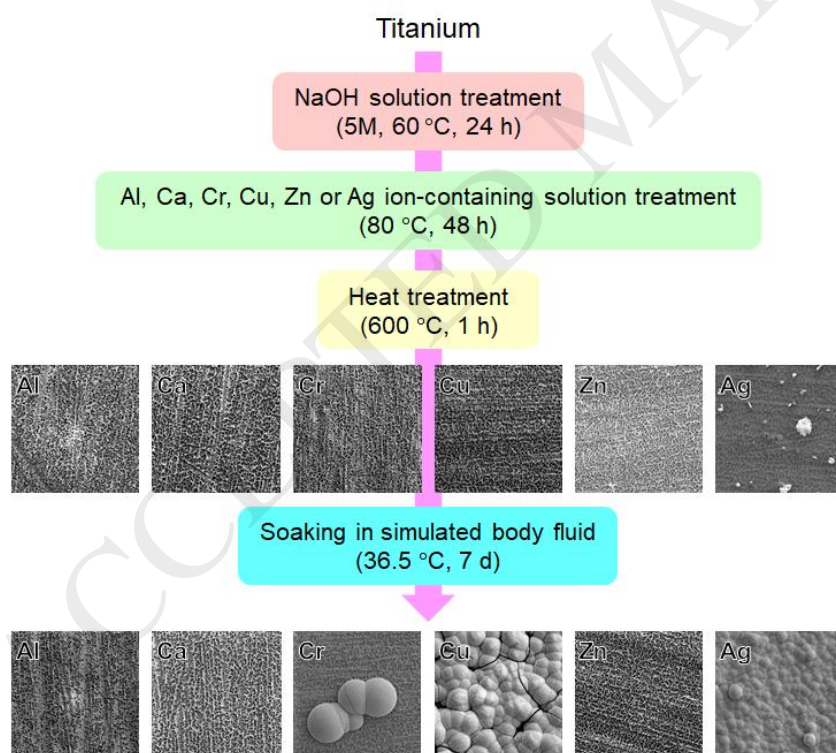 Titanium
NaOH solution treatment
(5M, 60 °C, 24 h)
Al, Ca, Cr, Cu, Zn or Ag ion-containing solution treatment
(80 °C, 48 h)
Heat treatment
(600 °C, 1 h)
Al Ca Cr Cu Zn Ag
Soaking in simulated body fluid
(36.5 °C, 7 d)
Al Ca Cr Cu Zn Ag
CCEPTED MA